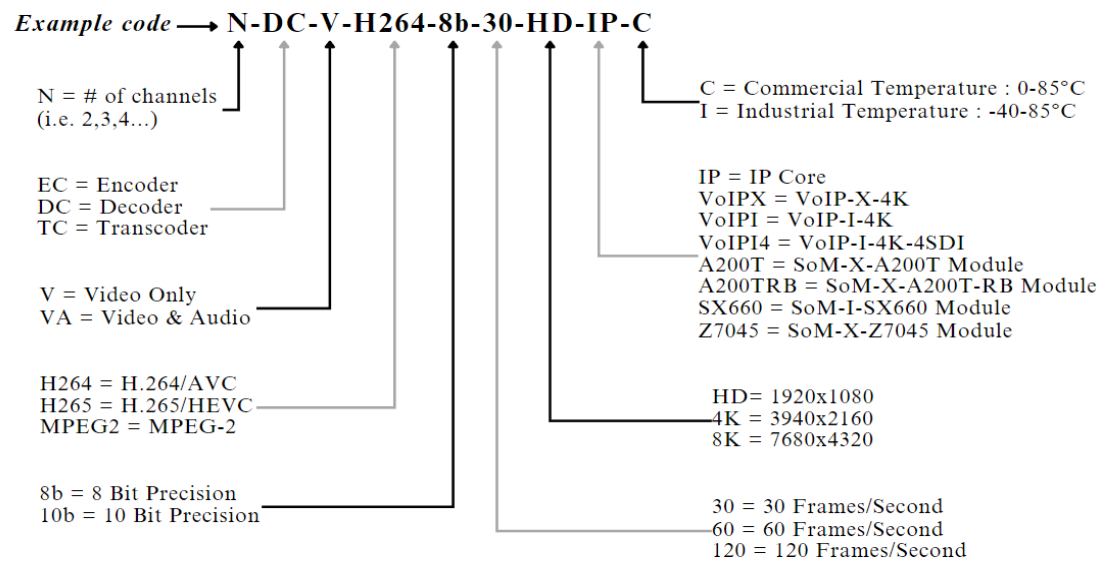 Example code
N-DC-V-H264-8b-30-HD-IP-C
N = # of channels
(i.e. 2,3,4...)
EC = Encoder
DC = Decoder
TC = Transcoder
V = Video Only
VA = Video & Audio
H264 = H.264/AVC
H265 = H.265/HEVC
MPEG2 = MPEG-2
8b = 8 Bit Precision
10b = 10 Bit Precision
C = Commercial Temperature : 0-85°C
I = Industrial Temperature : -40-85°C
IP = IP Core
VoIPX = VoIP-X-4K
VoIPI = VoIP-I-4K
VoIPI4 = VoIP-I-4K-4SDI
A200T = SoM-X-A200T Module
A200TRB = SoM-X-A200T-RB Module
SX660 = SoM-I-SX660 Module
Z7045 = SoM-X-Z7045 Module
HD= 1920x1080
4K = 3940x2160
8K = 7680x4320
30 = 30 Frames/Second
60 = 60 Frames/Second
120 = 120 Frames/Second